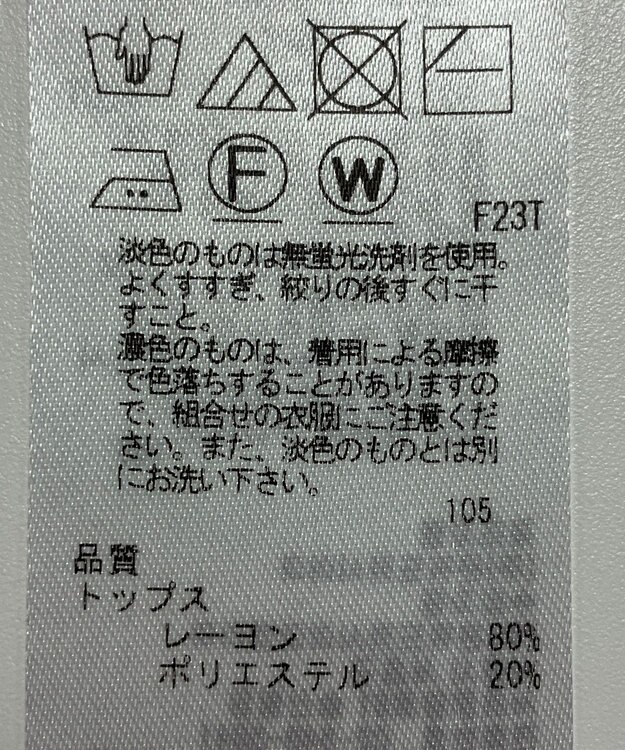 F W
F23T
淡色のものは無蛍光洗剤を使用。
よくすすぎ、絞りの後すぐに干
すこと。
濃色のものは、着用による摩擦
で色落ちすることがありますの
で、組合せの衣服にご注意くだ
さい。また、淡色のものとは別
にお洗い下さい。
105
品質
トップス
レーヨン 80%
ポリエステル 20%